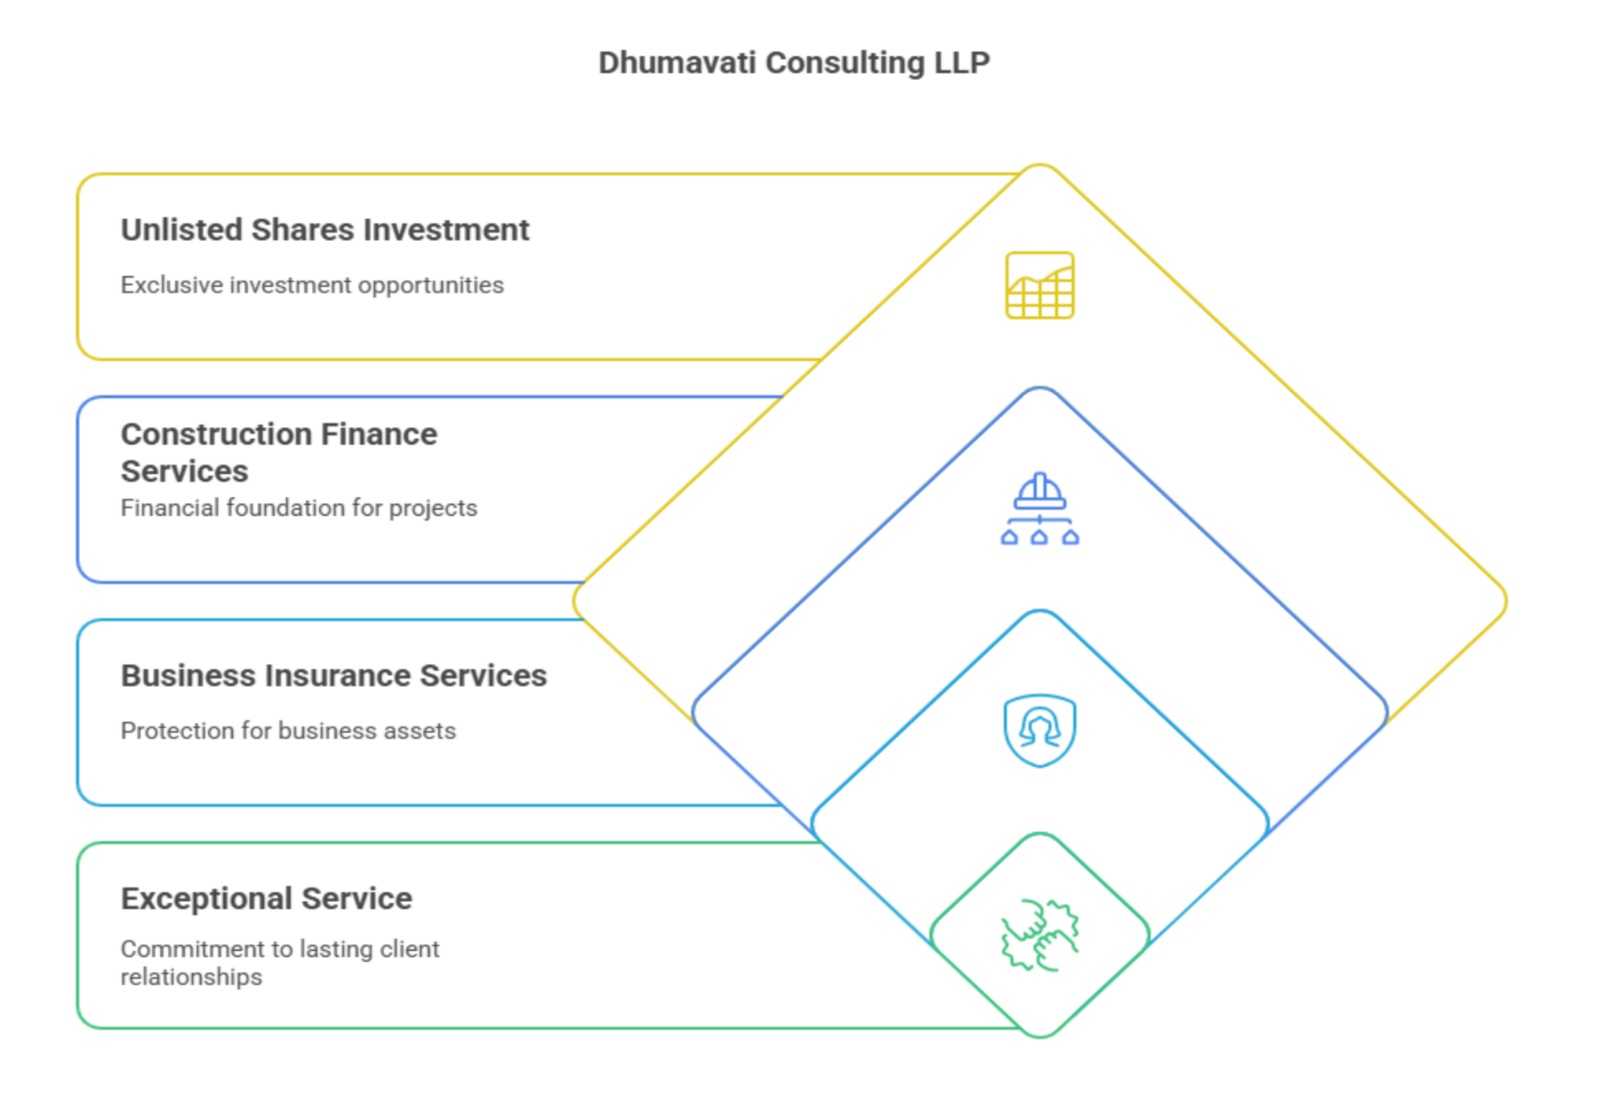 Dhumavati Consulting LLP
Unlisted Shares Investment
Exclusive investment opportunities
Construction Finance
Services
Financial foundation for projects
Business Insurance Services
Protection for business assets
Exceptional Service
Commitment to lasting client
relationships